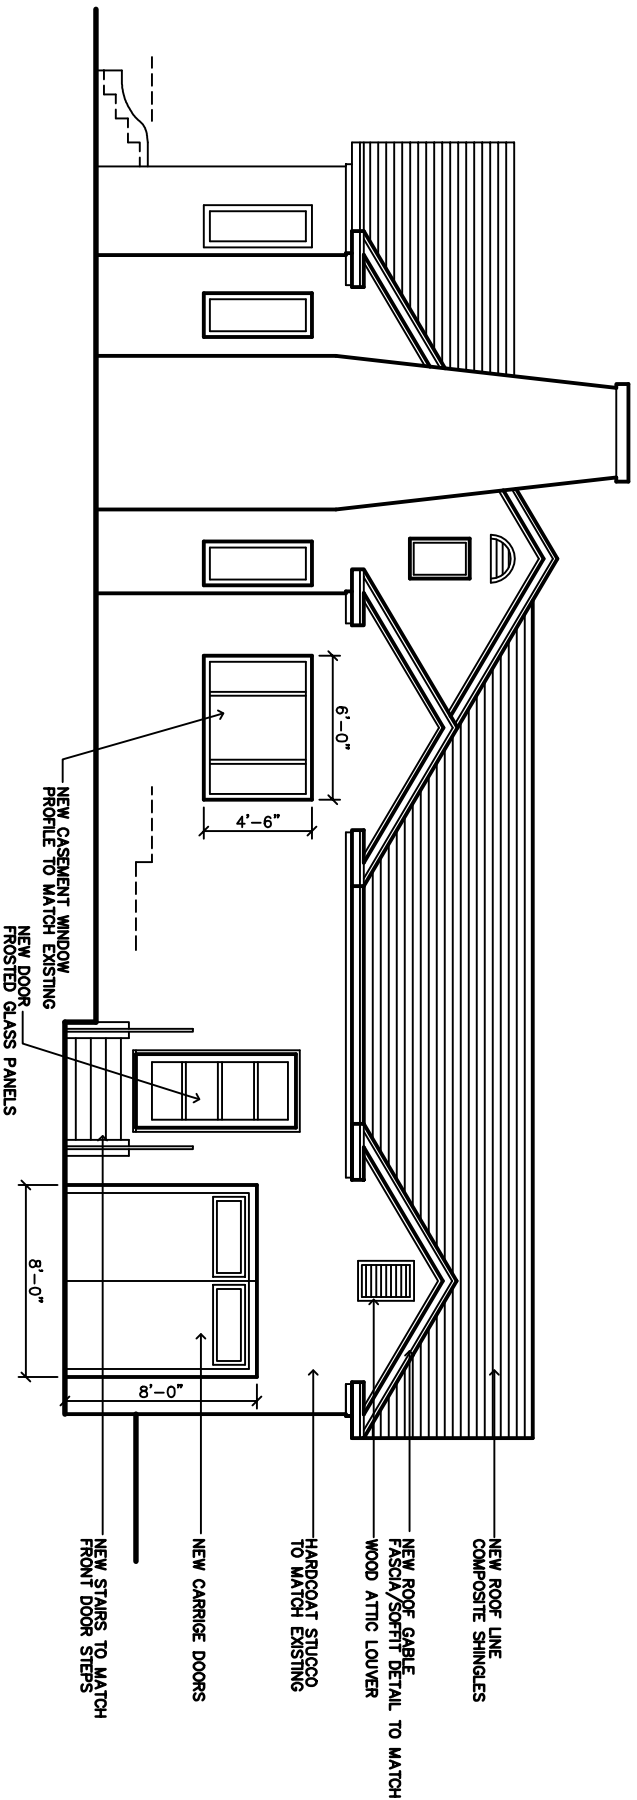 NEW ROOF LINE
COMPOSITE SHINGLES
NEW ROOF GABLE
FASCIA/SOFFIT DETAIL TO MATCH
WOOD ATTIC LOUVER
HARDCOAT STUCCO
TO MATCH EXISTING
NEW CARRIGE DOORS
NEW STAIRS TO MATCH
FRONT DOOR STEPS
6'-0"
4'-6"
8'-0"
8'-0"
NEW CASEMENT WINDOW
PROFILE TO MATCH EXISTING
NEW DOOR
FROSTED GLASS PANELS